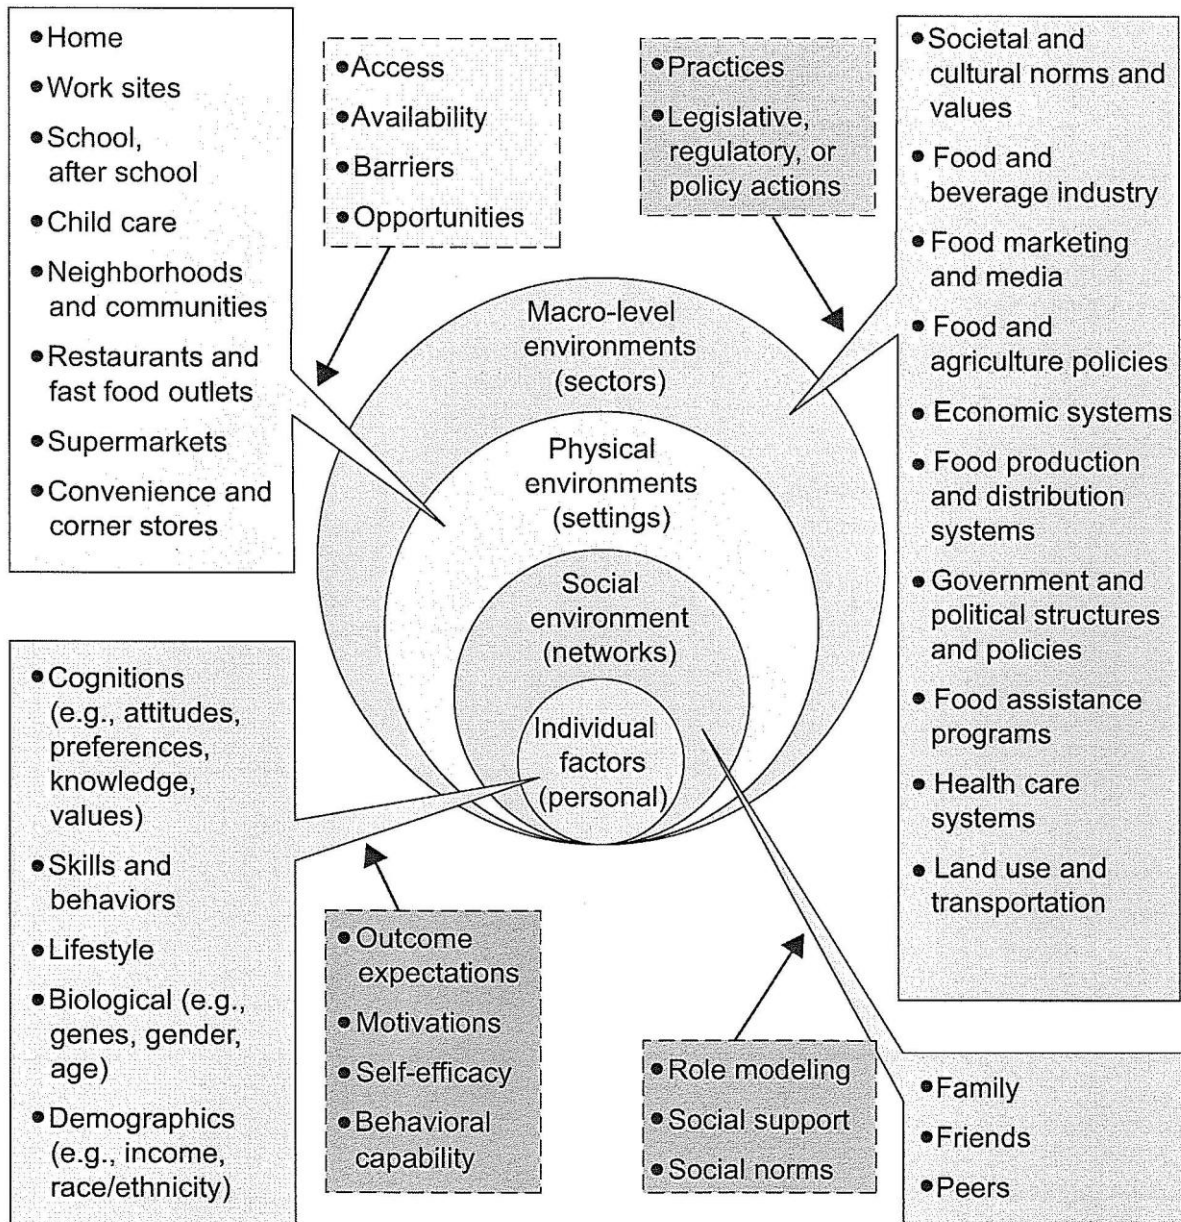 • Home
• Work sites
• School,
after school
• Child care
• Neighborhoods
and communities
• Restaurants and
fast food outlets
• Supermarkets
• Convenience and
corner stores
• Access
• Availability
• Barriers
• Opportunities
• Practices
• Legislative,
regulatory, or
policy actions
• Societal and
cultural norms and
values
• Food and
beverage industry
• Food marketing
and media
• Food and
agriculture policies
• Economic systems
• Food production
and distribution
systems
• Government and
political structures
and policies
• Food assistance
programs
• Health care
systems
• Land use and
transportation
Macro-level
environments
(sectors)
Physical
environments
(settings)
Social
environment
(networks)
Individual
factors
(personal)
• Cognitions
(e.g., attitudes,
preferences,
knowledge,
values)
• Skills and
behaviors
• Lifestyle
• Biological (e.g.,
genes, gender,
age)
• Demographics
(e.g., income,
race/ethnicity)
• Outcome
expectations
• Motivations
• Self-efficacy
• Behavioral
capability
• Role modeling
• Social support
• Social norms
• Family
• Friends
• Peers